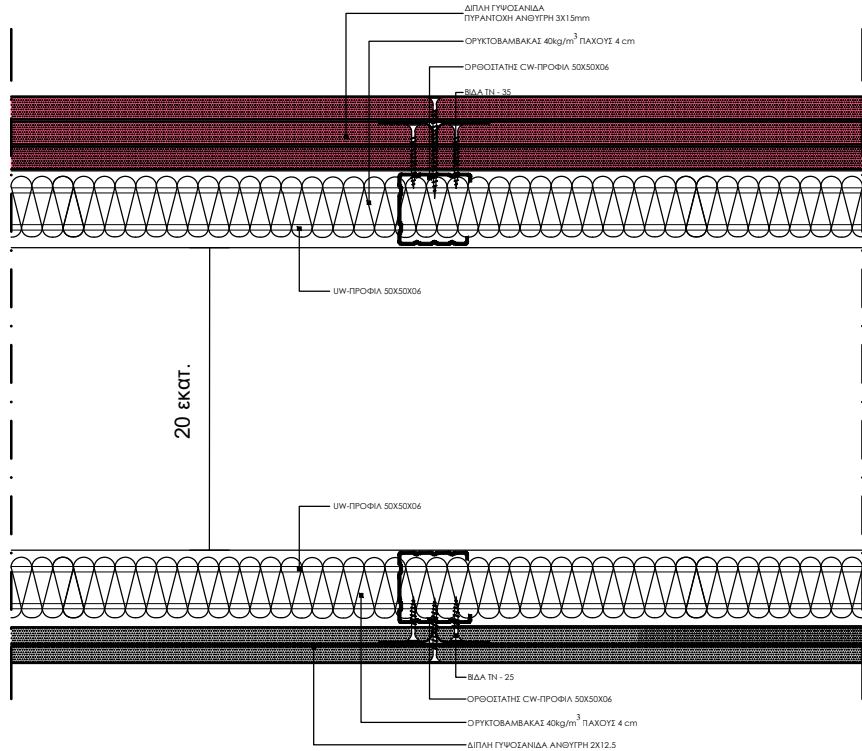 ΔΙΠΛΗ ΓΥΨΟΣΑΝΙΔΑ
ΠΥΡΑΝΤΟΧΗ ΑΝΘΥΓΡΗ 3Χ15mm
ΟΡΥΚΤΟΒΑΜΒΑΚΑΣ 40kg/m³ ΠΑΧΟΥΣ 4 cm
ΟΡΘΟΣΤΑΤΗΣ CW-ΠΡΟΦΙΛ 50Χ50Χ06
ΒΙΔΑ ΤΝ - 35
UW-ΠΡΟΦΙΛ 50Χ50Χ06
20 εκατ.
UW-ΠΡΟΦΙΛ 50Χ50Χ06
ΒΙΔΑ ΤΝ - 25
ΟΡΘΟΣΤΑΤΗΣ CW-ΠΡΟΦΙΛ 50Χ50Χ06
ΟΡΥΚΤΟΒΑΜΒΑΚΑΣ 40kg/m³ ΠΑΧΟΥΣ 4 cm
ΔΙΠΛΗ ΓΥΨΟΣΑΝΙΔΑ ΑΝΘΥΓΡΗ 2Χ12.5